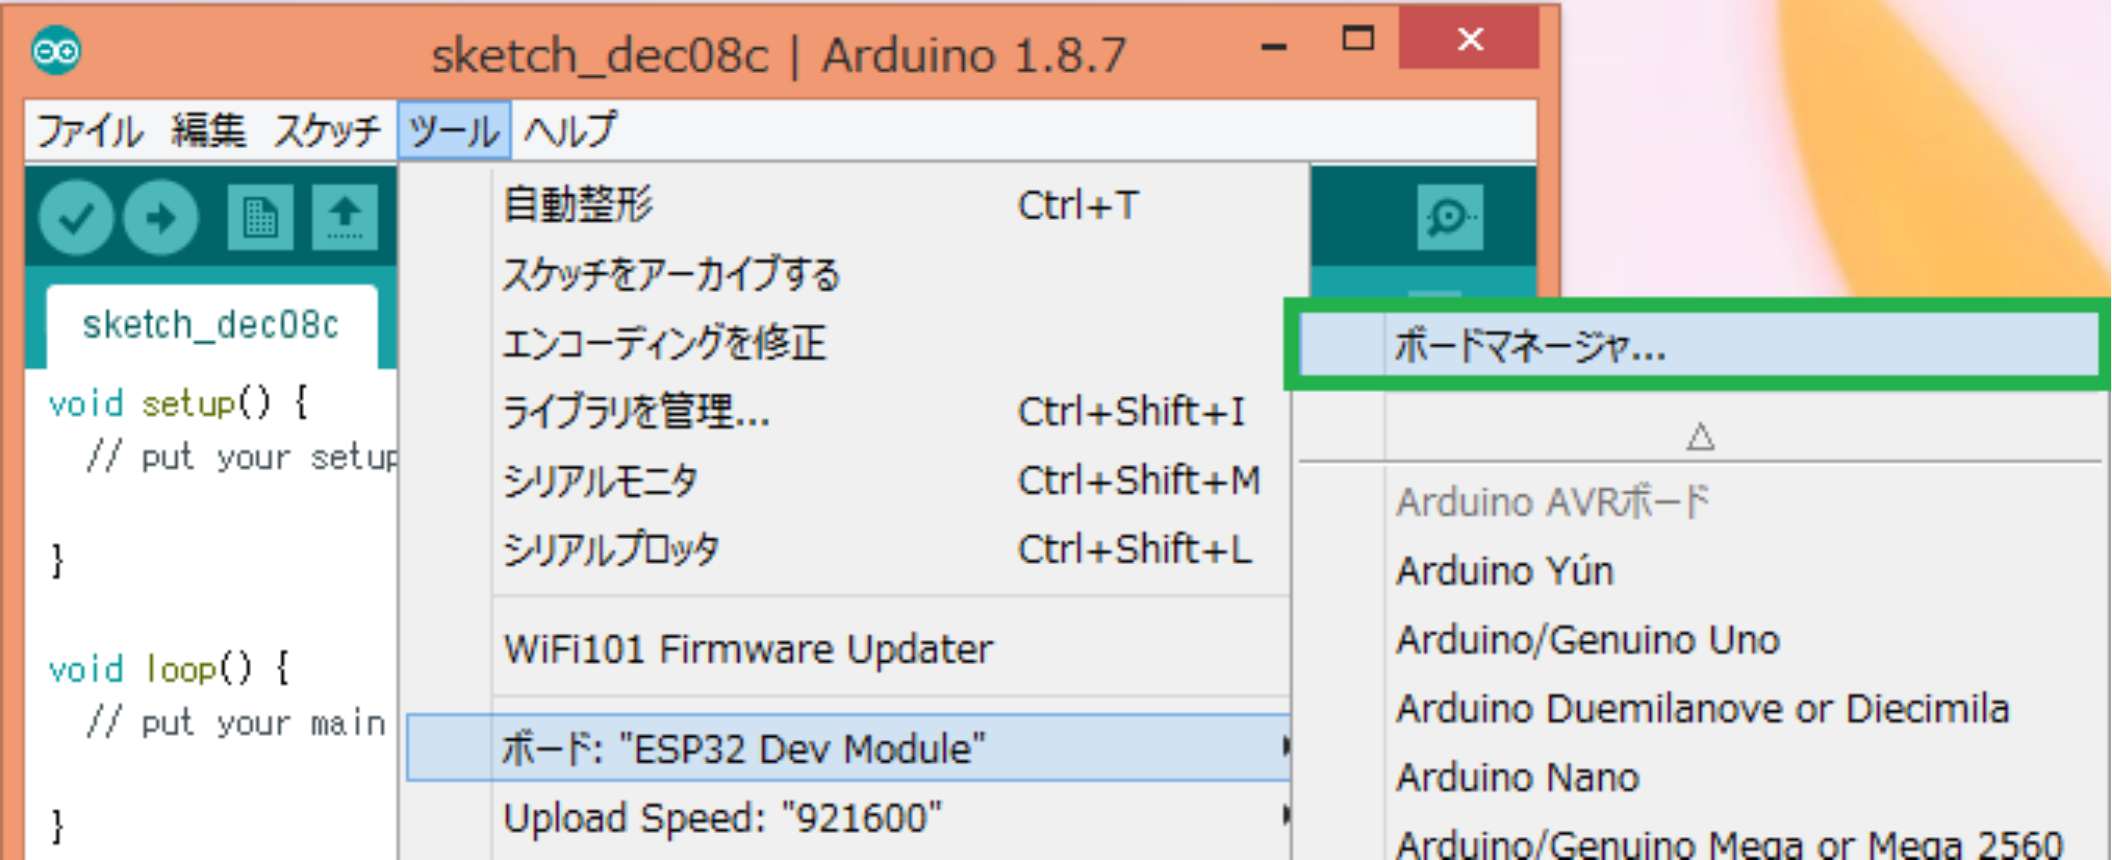 sketch_dec08c | Arduino 1.8.7
ファイル 編集 スケッチ ツール ヘルプ
sketch_dec08c
void setup() {
// put your setup
}
void loop() {
// put your main
}
自動整形 Ctrl+T
スケッチをアーカイブする
エンコーディングを修正
ライブラリを管理... Ctrl+Shift+I
シリアルモニタ Ctrl+Shift+M
シリアルプロッタ Ctrl+Shift+L
WiFi101 Firmware Updater
ボード: "ESP32 Dev Module"
Upload Speed: "921600"
ボードマネージャ...
Arduino AVRボード
Arduino Yún
Arduino/Genuino Uno
Arduino Duemilanove or Diecimila
Arduino Nano
Arduino/Genuino Mega or Mega 2560